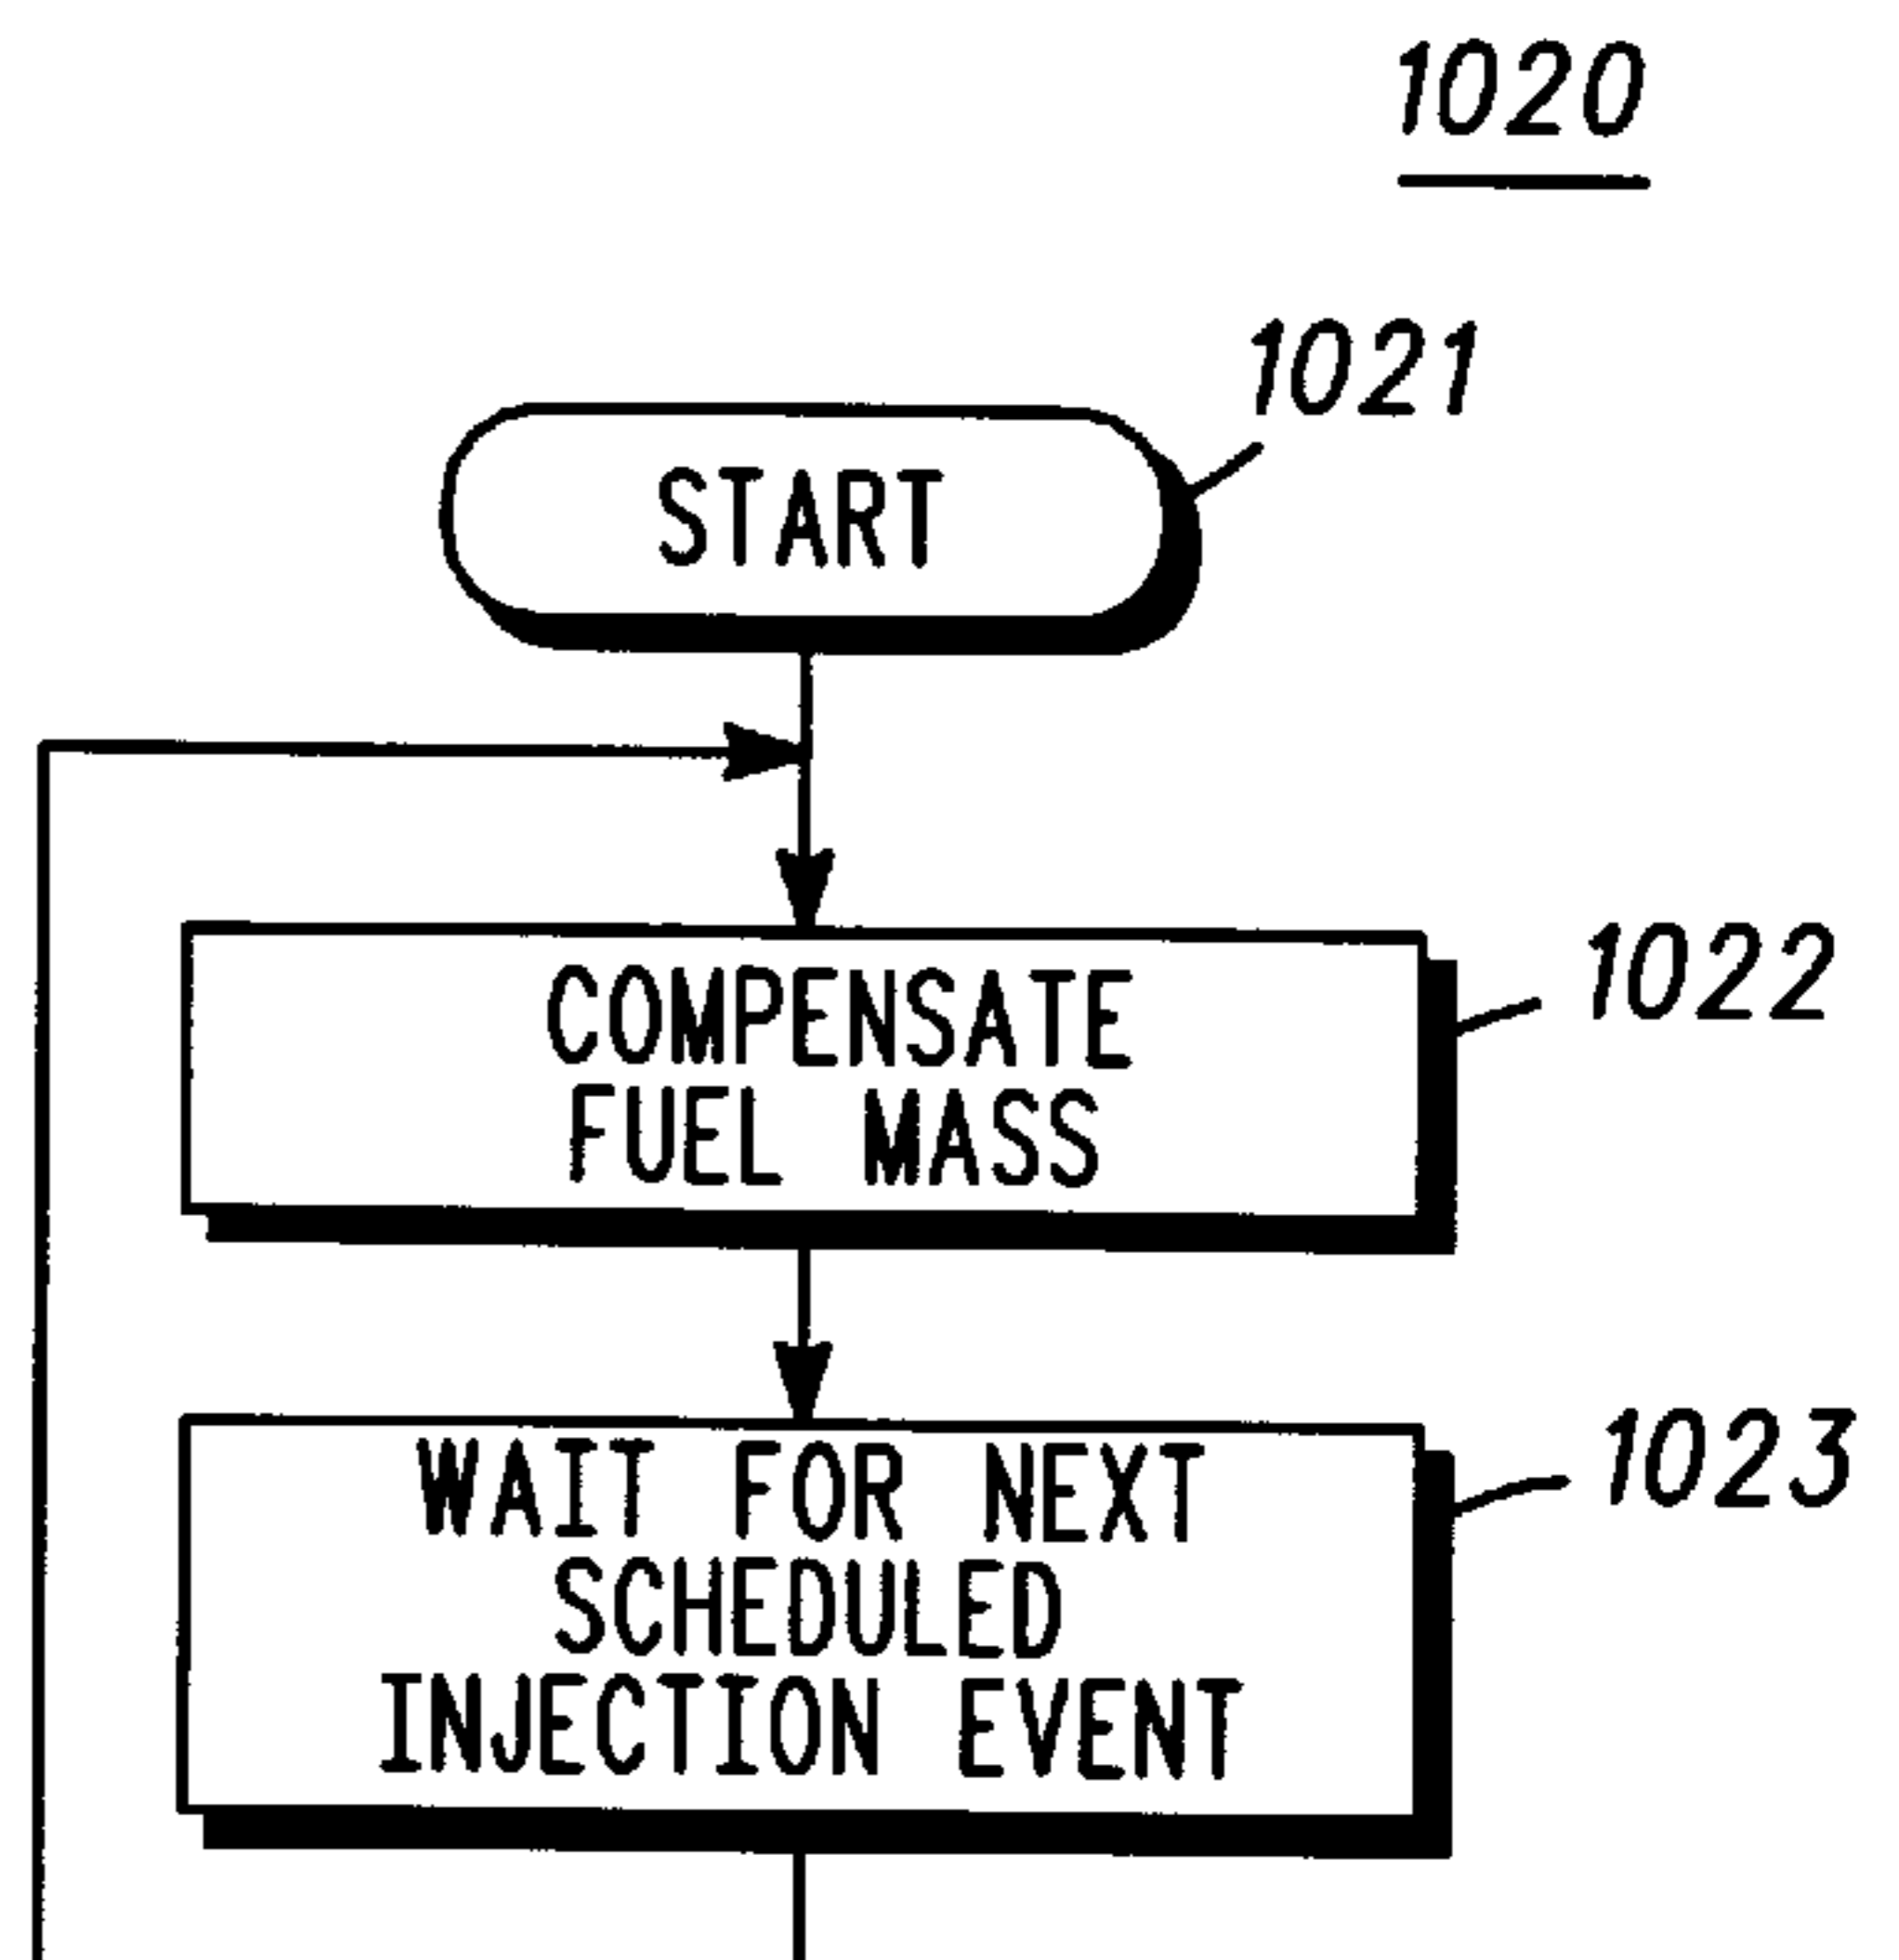 1020
1021
START
1022
COMPENSATE
FUEL MASS
1023
WAIT FOR NEXT
SCHEDULED
INJECTION EVENT